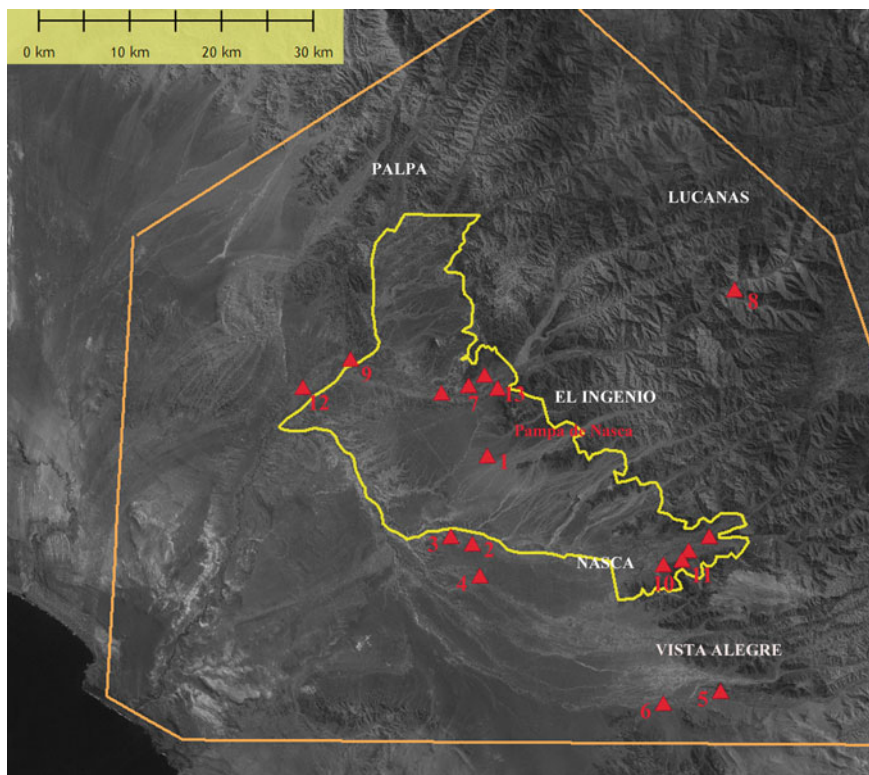 0 km 10 km 20 km 30 km
PALPA
LUCANAS
8
9
12
7 13
EL INGENIO
Pampa de Nasca
1
3 2
NASCA
4
10 11
VISTA ALEGRE
6 5